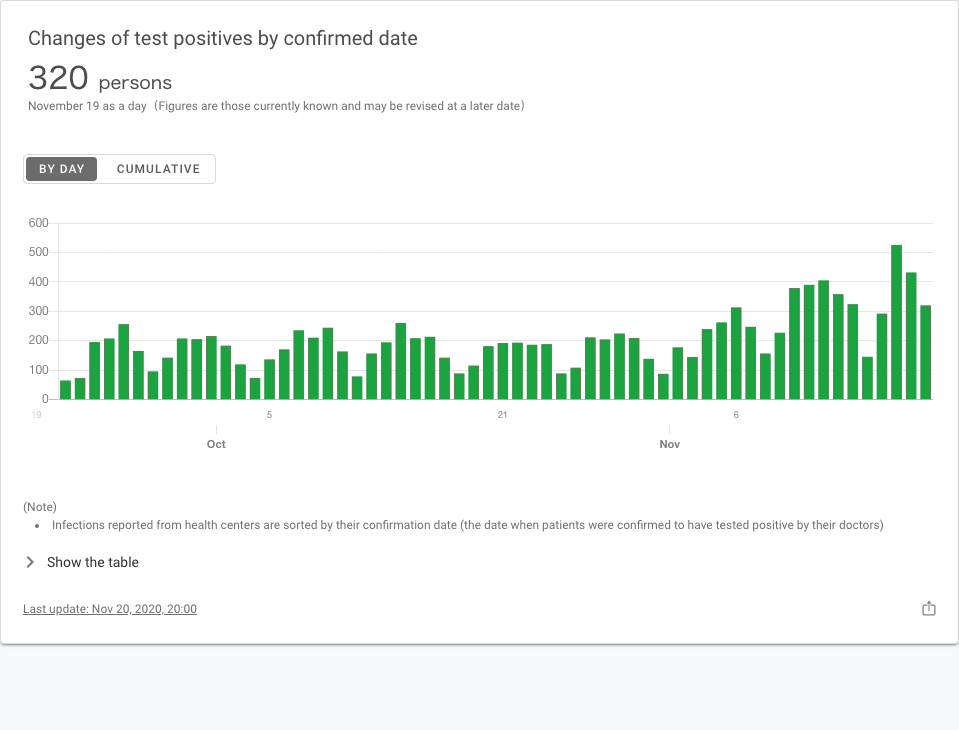 Changes of test positives by confirmed date
320 persons
November 19 as a day（Figures are those currently known and may be revised at a later date）
BY DAY CUMULATIVE
600
500
400
300
200
100
0
19 5 21 6
Oct Nov
(Note)
• Infections reported from health centers are sorted by their confirmation date (the date when patients were confirmed to have tested positive by their doctors)
Show the table
Last update: Nov 20, 2020, 20:00